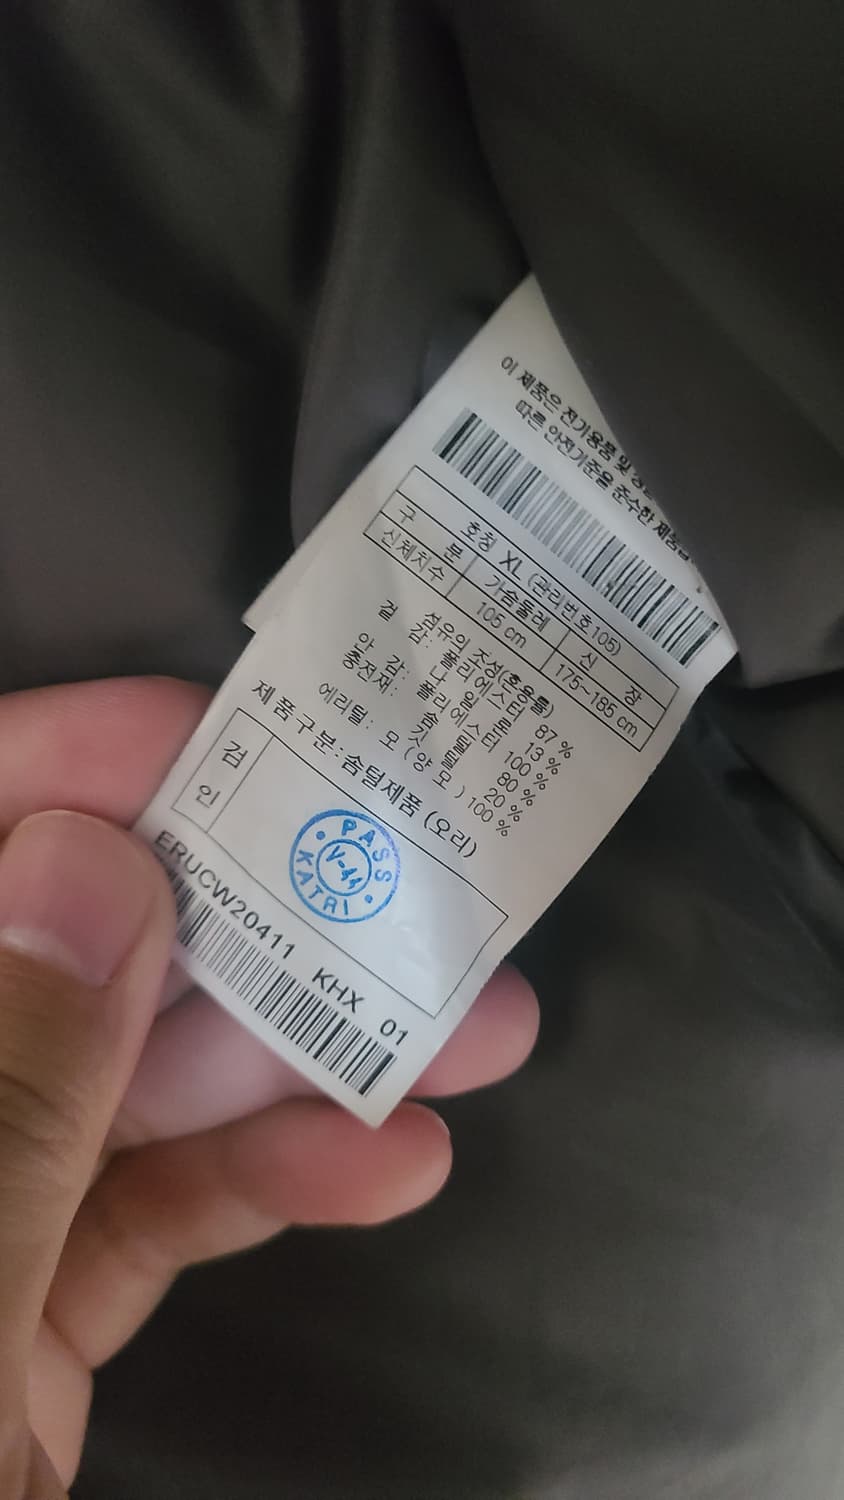 이 제품은 전기용품 및
따른 안전기준을 준수한 제품
호칭 XL (관리번호105)
구 분 가슴둘레 신 장
신체치수 105 cm 175~185 cm
섬유의 조성(혼용률)
겉 감: 폴리에스터 87 %
나 일 론 13 %
안 감: 폴리에스터 100 %
충전재: 솜 털 80 %
깃 털 20 %
에리털: 모 (양 모 ) 100 %
제품구분:솜털제품 (오리)
검
인
PASS
V-44
KATRI
ERUCW20411 KHX 01